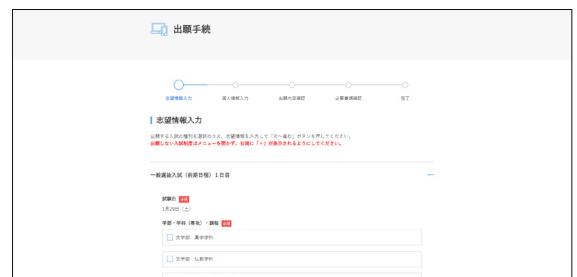 出願手続
志望情報入力 個人情報入力 出願内容確認 必要書類確認 完了
志望情報入力
出願する入試の種別を選択のうえ、志望情報を入力して「次へ進む」ボタンを押してください。
出願しない入試制度はメニューを開かず、右端に「+」が表示されるようにしてください。
一般選抜入試（前期日程）1日目
試験日 必須
1月29日（土）
学部・学科（専攻）・課程 必須
文学部 真宗学科
文学部 仏教学科